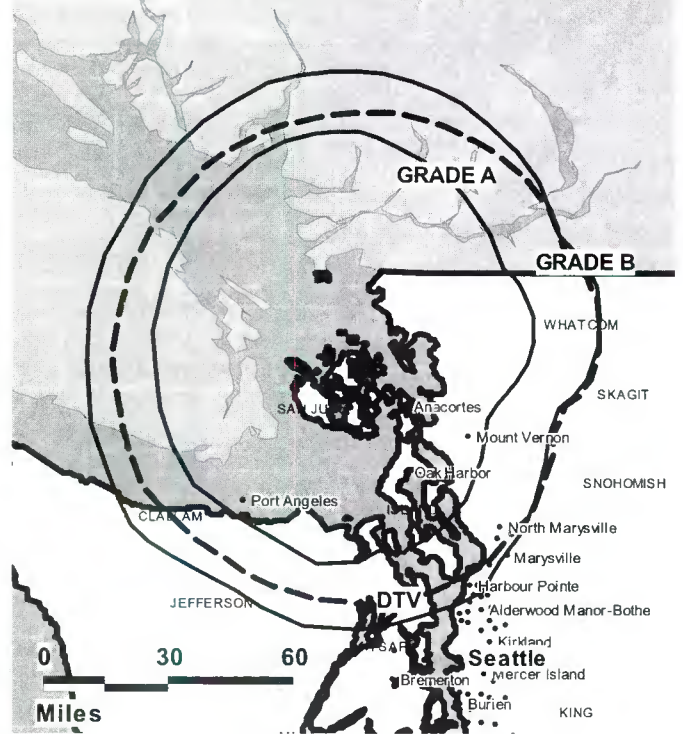 GRADE A
GRADE B
WHATCOM
SKAGIT
Anacortes
Mount Vernon
Oak Harbor
SNOHOMISH
Port Angeles
North Marysville
Marysville
Harbour Pointe
JEFFERSON
DTV
Alderwood Manor-Bothe
Kirkland
0 30 60
Seattle
Mercer Island
Bremerton
Miles
Burien
KING